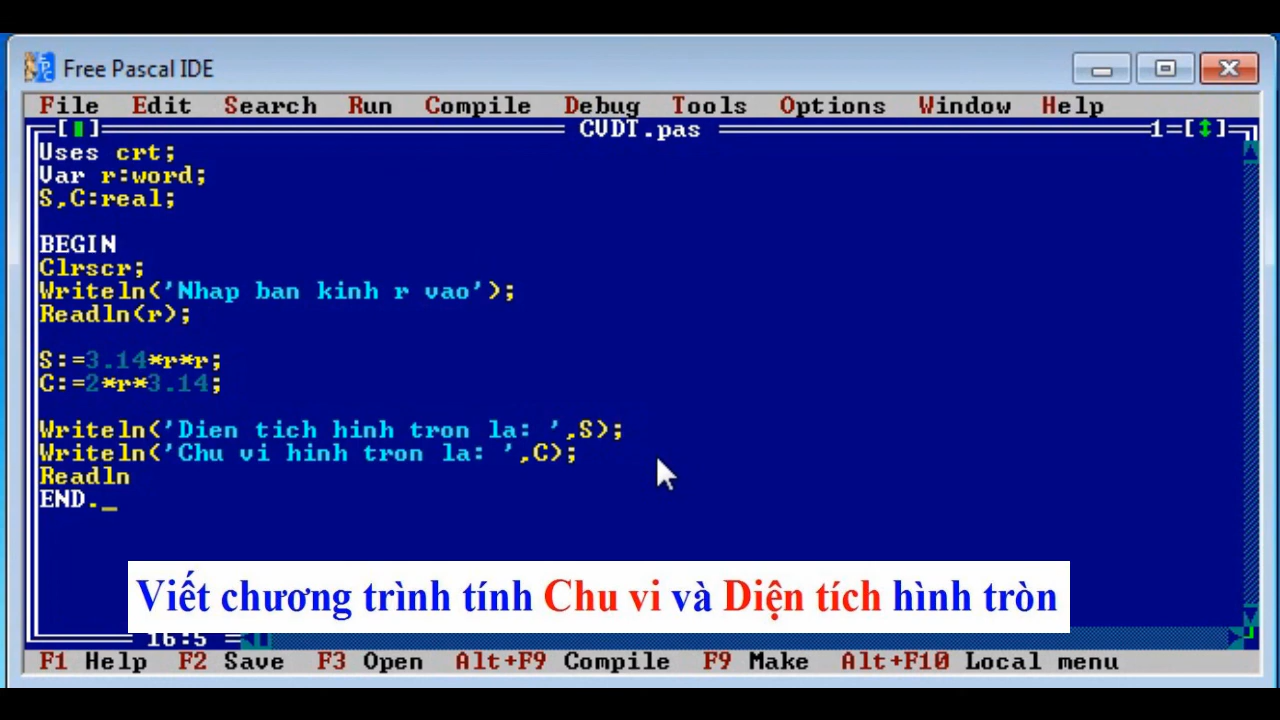 Free Pascal IDE
File Edit Search Run Compile Debug Tools Options Window Help
CVDT.pas 1=[↕]
Uses crt;
Var r:word;
S,C:real;
BEGIN
Clrscr;
Writeln('Nhap ban kinh r vao');
Readln(r);
S:=3.14*r*r;
C:=2*r*3.14;
Writeln('Dien tich hinh tron la: ',S);
Writeln('Chu vi hinh tron la: ',C);
Readln
END._
Viết chương trình tính Chu vi và Diện tích hình tròn
16:5
F1 Help F2 Save F3 Open Alt+F9 Compile F9 Make Alt+F10 Local menu